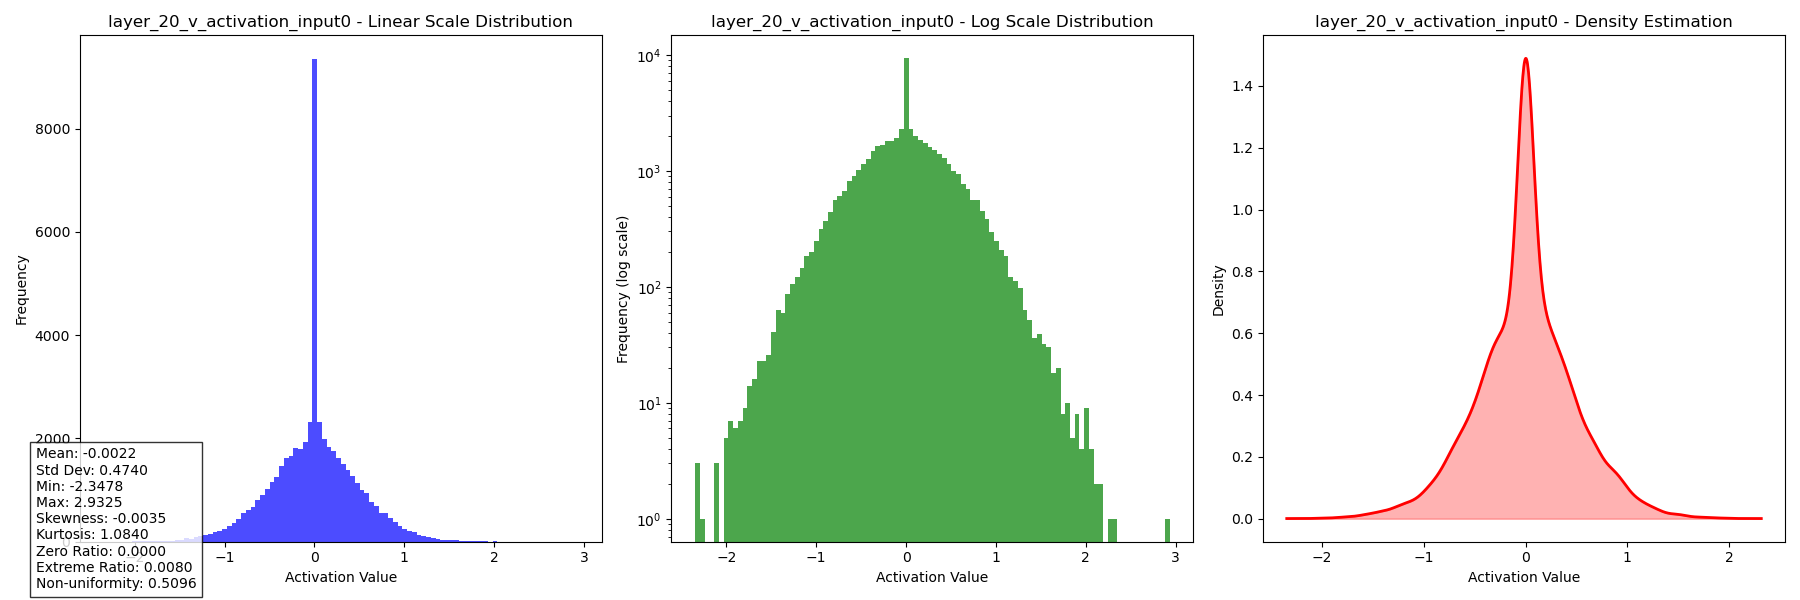 layer_20_v_activation_input0 - Linear Scale Distribution
Frequency
8000
6000
4000
2000
0
−2
−1
0
1
2
3
Activation Value
Mean: -0.0022
Std Dev: 0.4740
Min: -2.3478
Max: 2.9325
Skewness: -0.0035
Kurtosis: 1.0840
Zero Ratio: 0.0000
Extreme Ratio: 0.0080
Non-uniformity: 0.5096
layer_20_v_activation_input0 - Log Scale Distribution
Frequency (log scale)
10⁴
10³
10²
10¹
10⁰
−2
−1
0
1
2
3
Activation Value
layer_20_v_activation_input0 - Density Estimation
Density
1.4
1.2
1.0
0.8
0.6
0.4
0.2
0.0
−2
−1
0
1
2
Activation Value